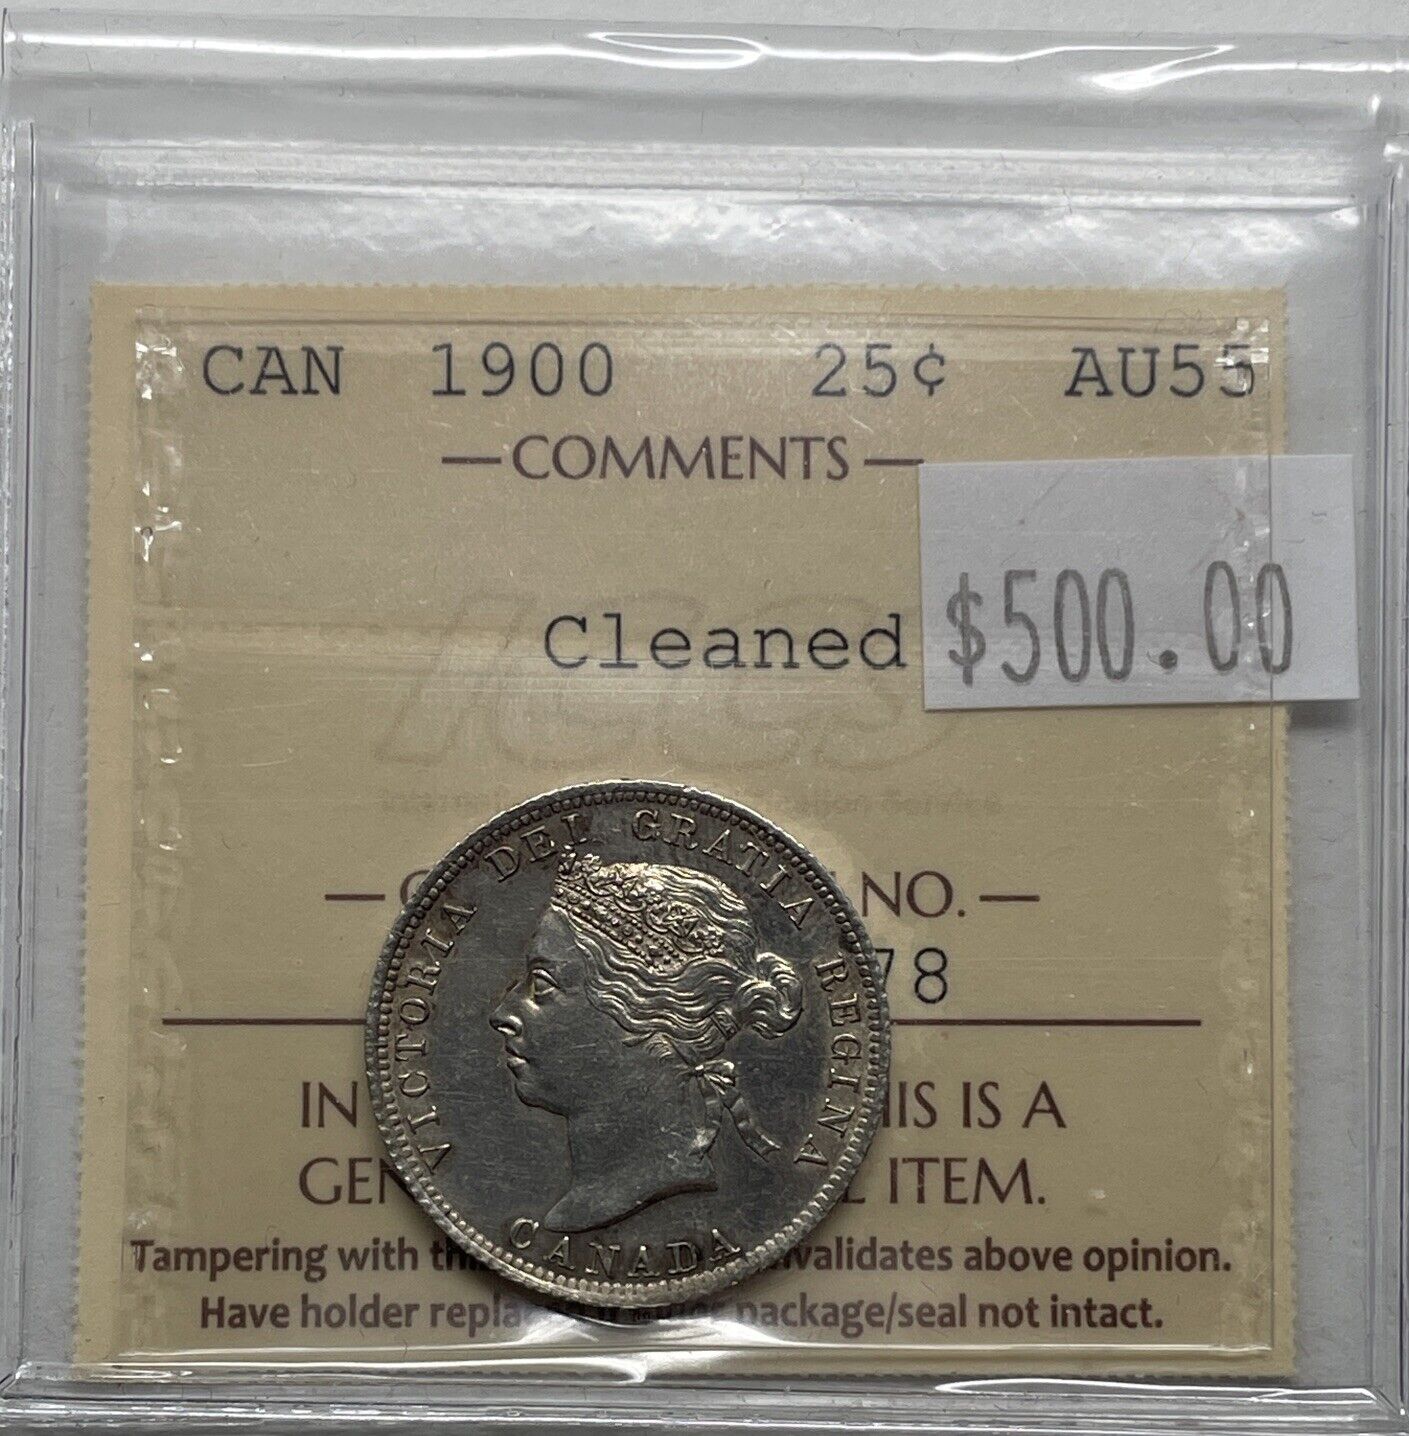 CAN 1900 25¢ AU55
— COMMENTS —
Cleaned
$500.00
NO. —
78
IN HIS IS A
GEN ITEM.
Tampering with th nvalidates above opinion.
Have holder repla package/seal not intact.
VICTORIA DEI GRATIA REGINA
CANADA